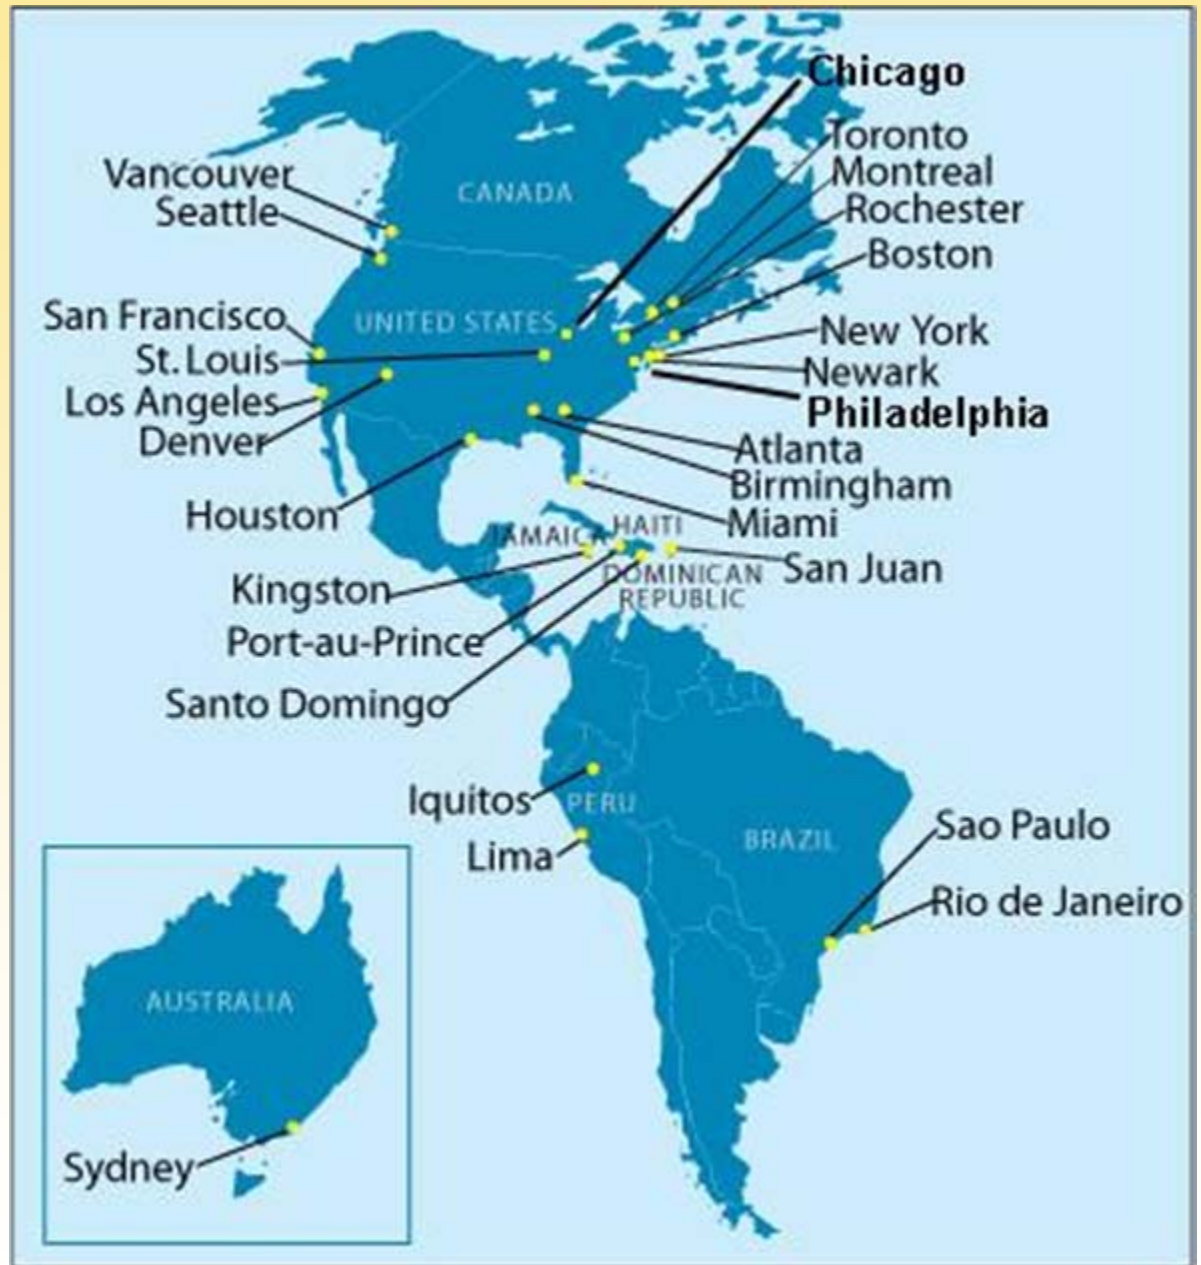 Chicago
Toronto
Montreal
Rochester
Boston
Vancouver
Seattle
CANADA
San Francisco
UNITED STATES
New York
St. Louis
Newark
Los Angeles
Philadelphia
Denver
Atlanta
Birmingham
Houston
Miami
JAMAICA
HAITI
San Juan
Kingston
DOMINICAN
REPUBLIC
Port-au-Prince
Santo Domingo
Iquitos
PERU
Lima
BRAZIL
Sao Paulo
Rio de Janeiro
AUSTRALIA
Sydney